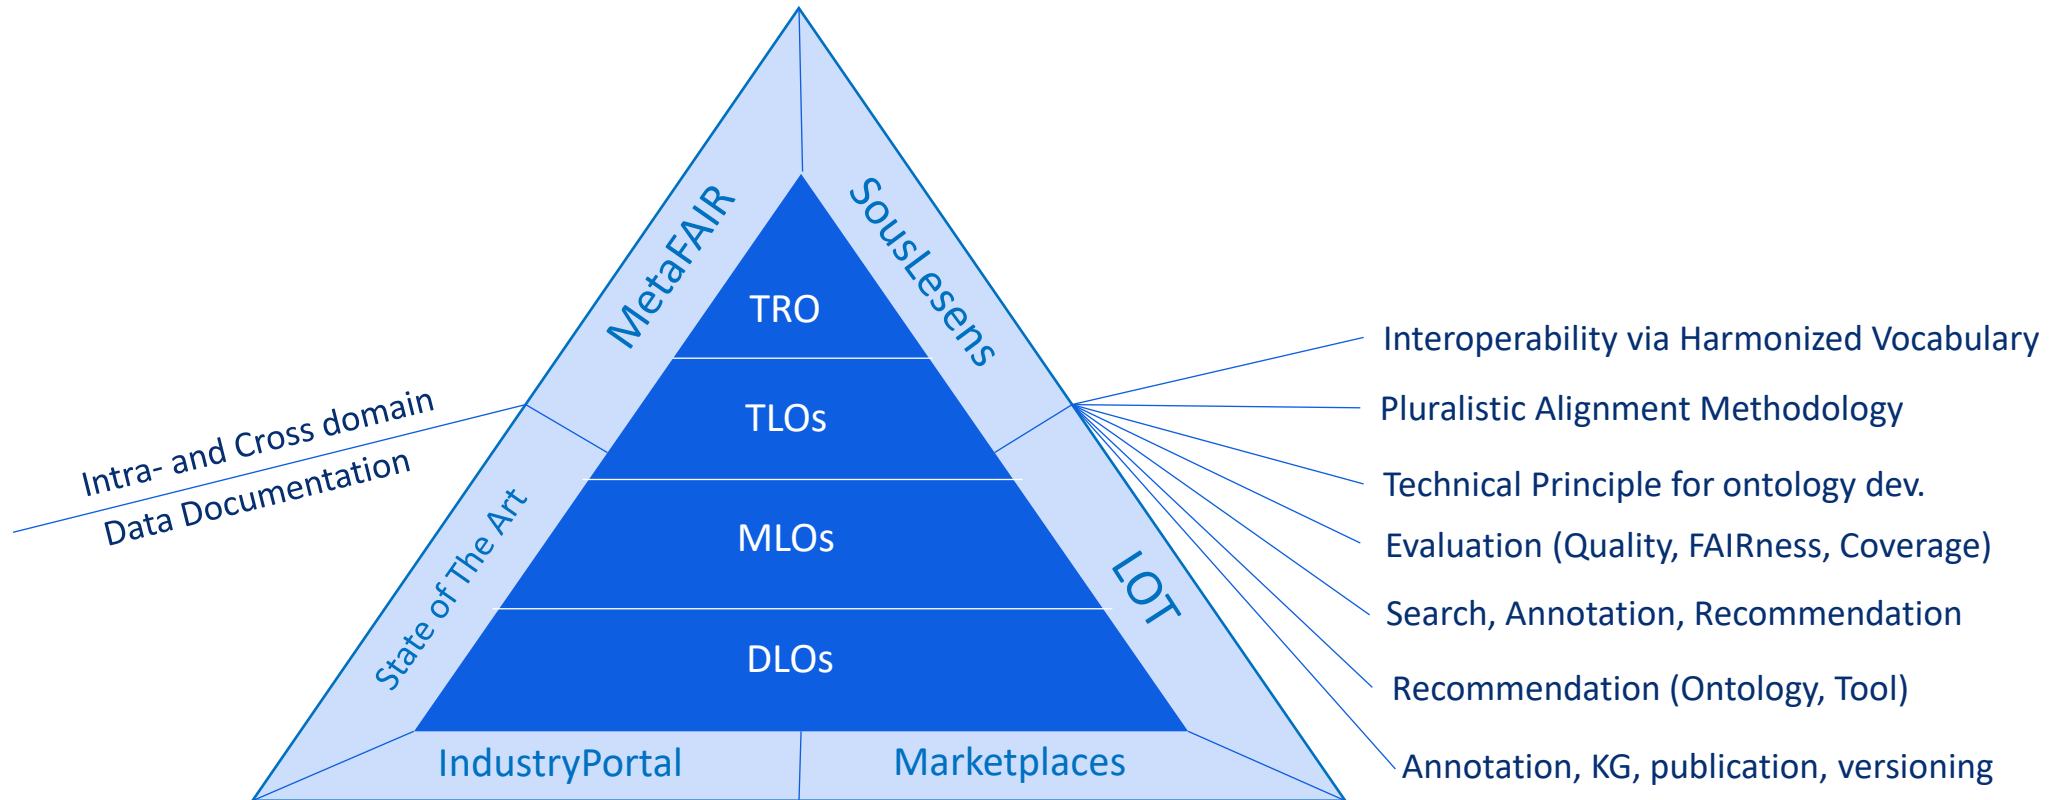 MetaFAIR
SousLesens
TRO
TLOs
MLOs
DLOs
State of The Art
LOT
IndustryPortal
Marketplaces
Intra- and Cross domain
Data Documentation
Interoperability via Harmonized Vocabulary
Pluralistic Alignment Methodology
Technical Principle for ontology dev.
Evaluation (Quality, FAIRness, Coverage)
Search, Annotation, Recommendation
Recommendation (Ontology, Tool)
Annotation, KG, publication, versioning